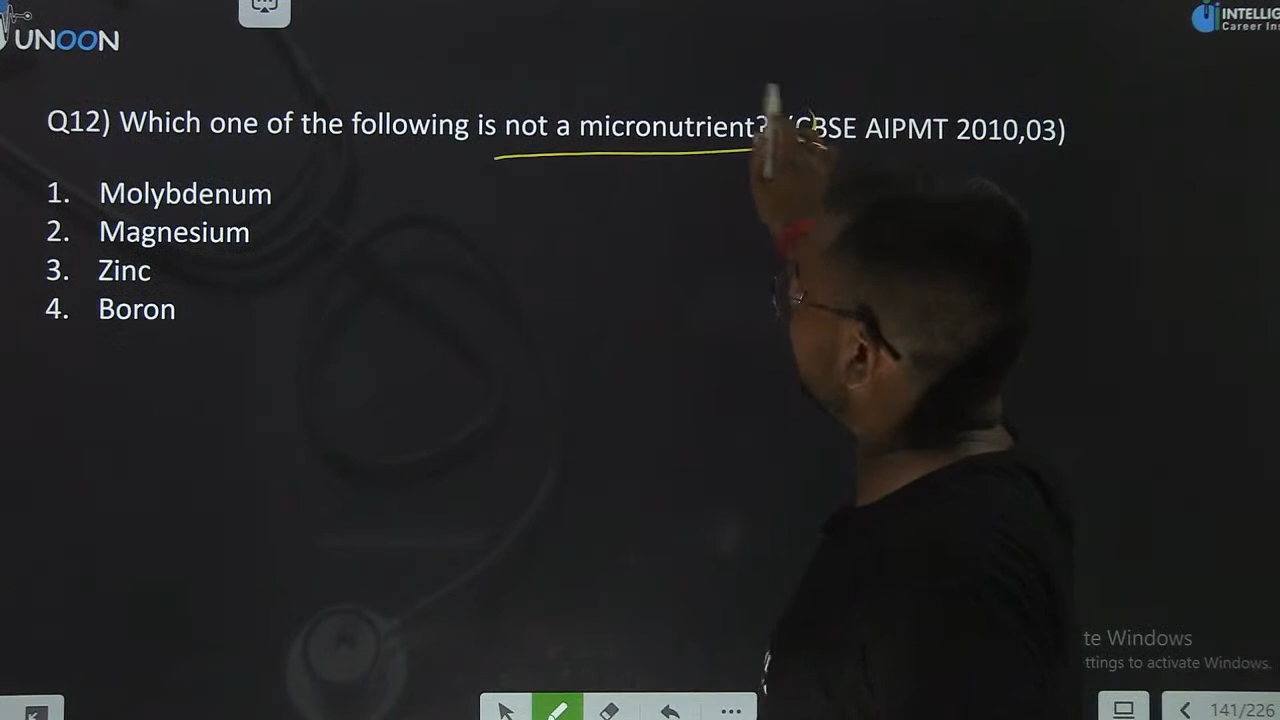 UNOON
INTELLIG
Career Ins
Q12) Which one of the following is not a micronutrient? (CBSE AIPMT 2010,03)
1. Molybdenum
2. Magnesium
3. Zinc
4. Boron
te Windows
ttings to activate Windows.
141/226